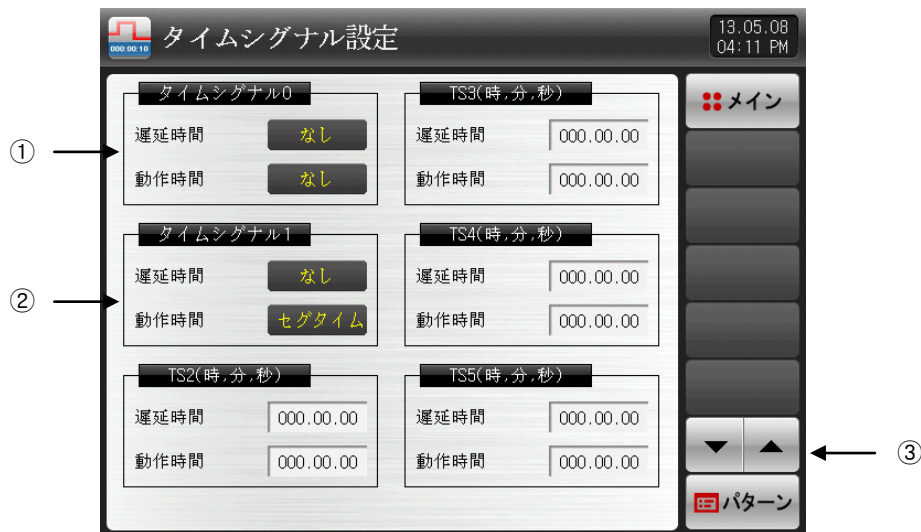 000:00:10
タイムシグナル設定
13.05.08
04:11 PM
タイムシグナル0
遅延時間 なし
動作時間 なし
①
タイムシグナル1
遅延時間 なし
動作時間 セグタイム
②
TS2(時,分,秒)
遅延時間 000.00.00
動作時間 000.00.00
TS3(時,分,秒)
遅延時間 000.00.00
動作時間 000.00.00
TS4(時,分,秒)
遅延時間 000.00.00
動作時間 000.00.00
TS5(時,分,秒)
遅延時間 000.00.00
動作時間 000.00.00
メイン
③
パターン